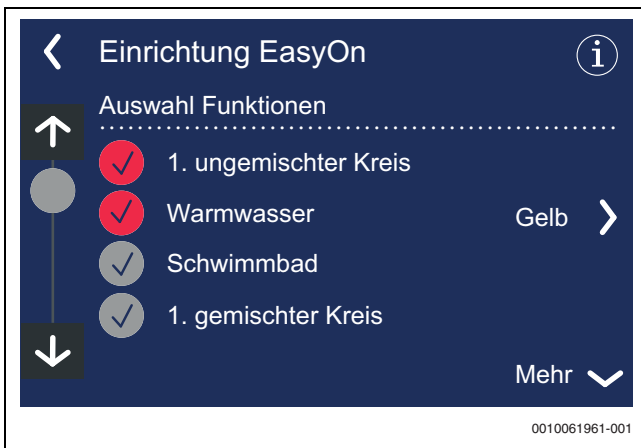 Einrichtung EasyOn
i
Auswahl Funktionen
1. ungemischter Kreis
Warmwasser Gelb
Schwimmbad
1. gemischter Kreis
Mehr
0010061961-001